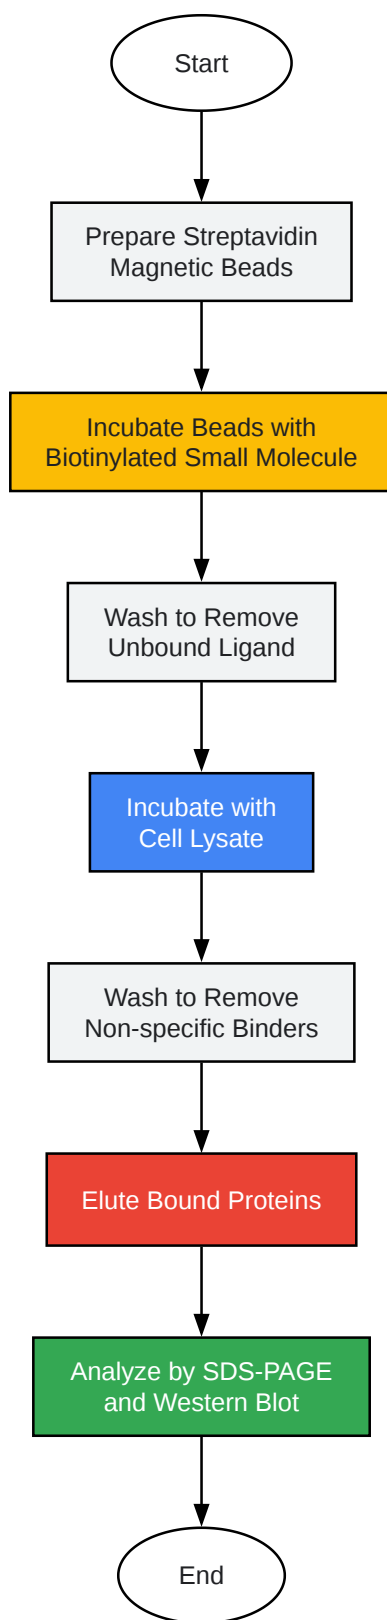 Start
Prepare Streptavidin
Magnetic Beads
Incubate Beads with
Biotinylated Small Molecule
Wash to Remove
Unbound Ligand
Incubate with
Cell Lysate
Wash to Remove
Non-specific Binders
Elute Bound Proteins
Analyze by SDS-PAGE
and Western Blot
End